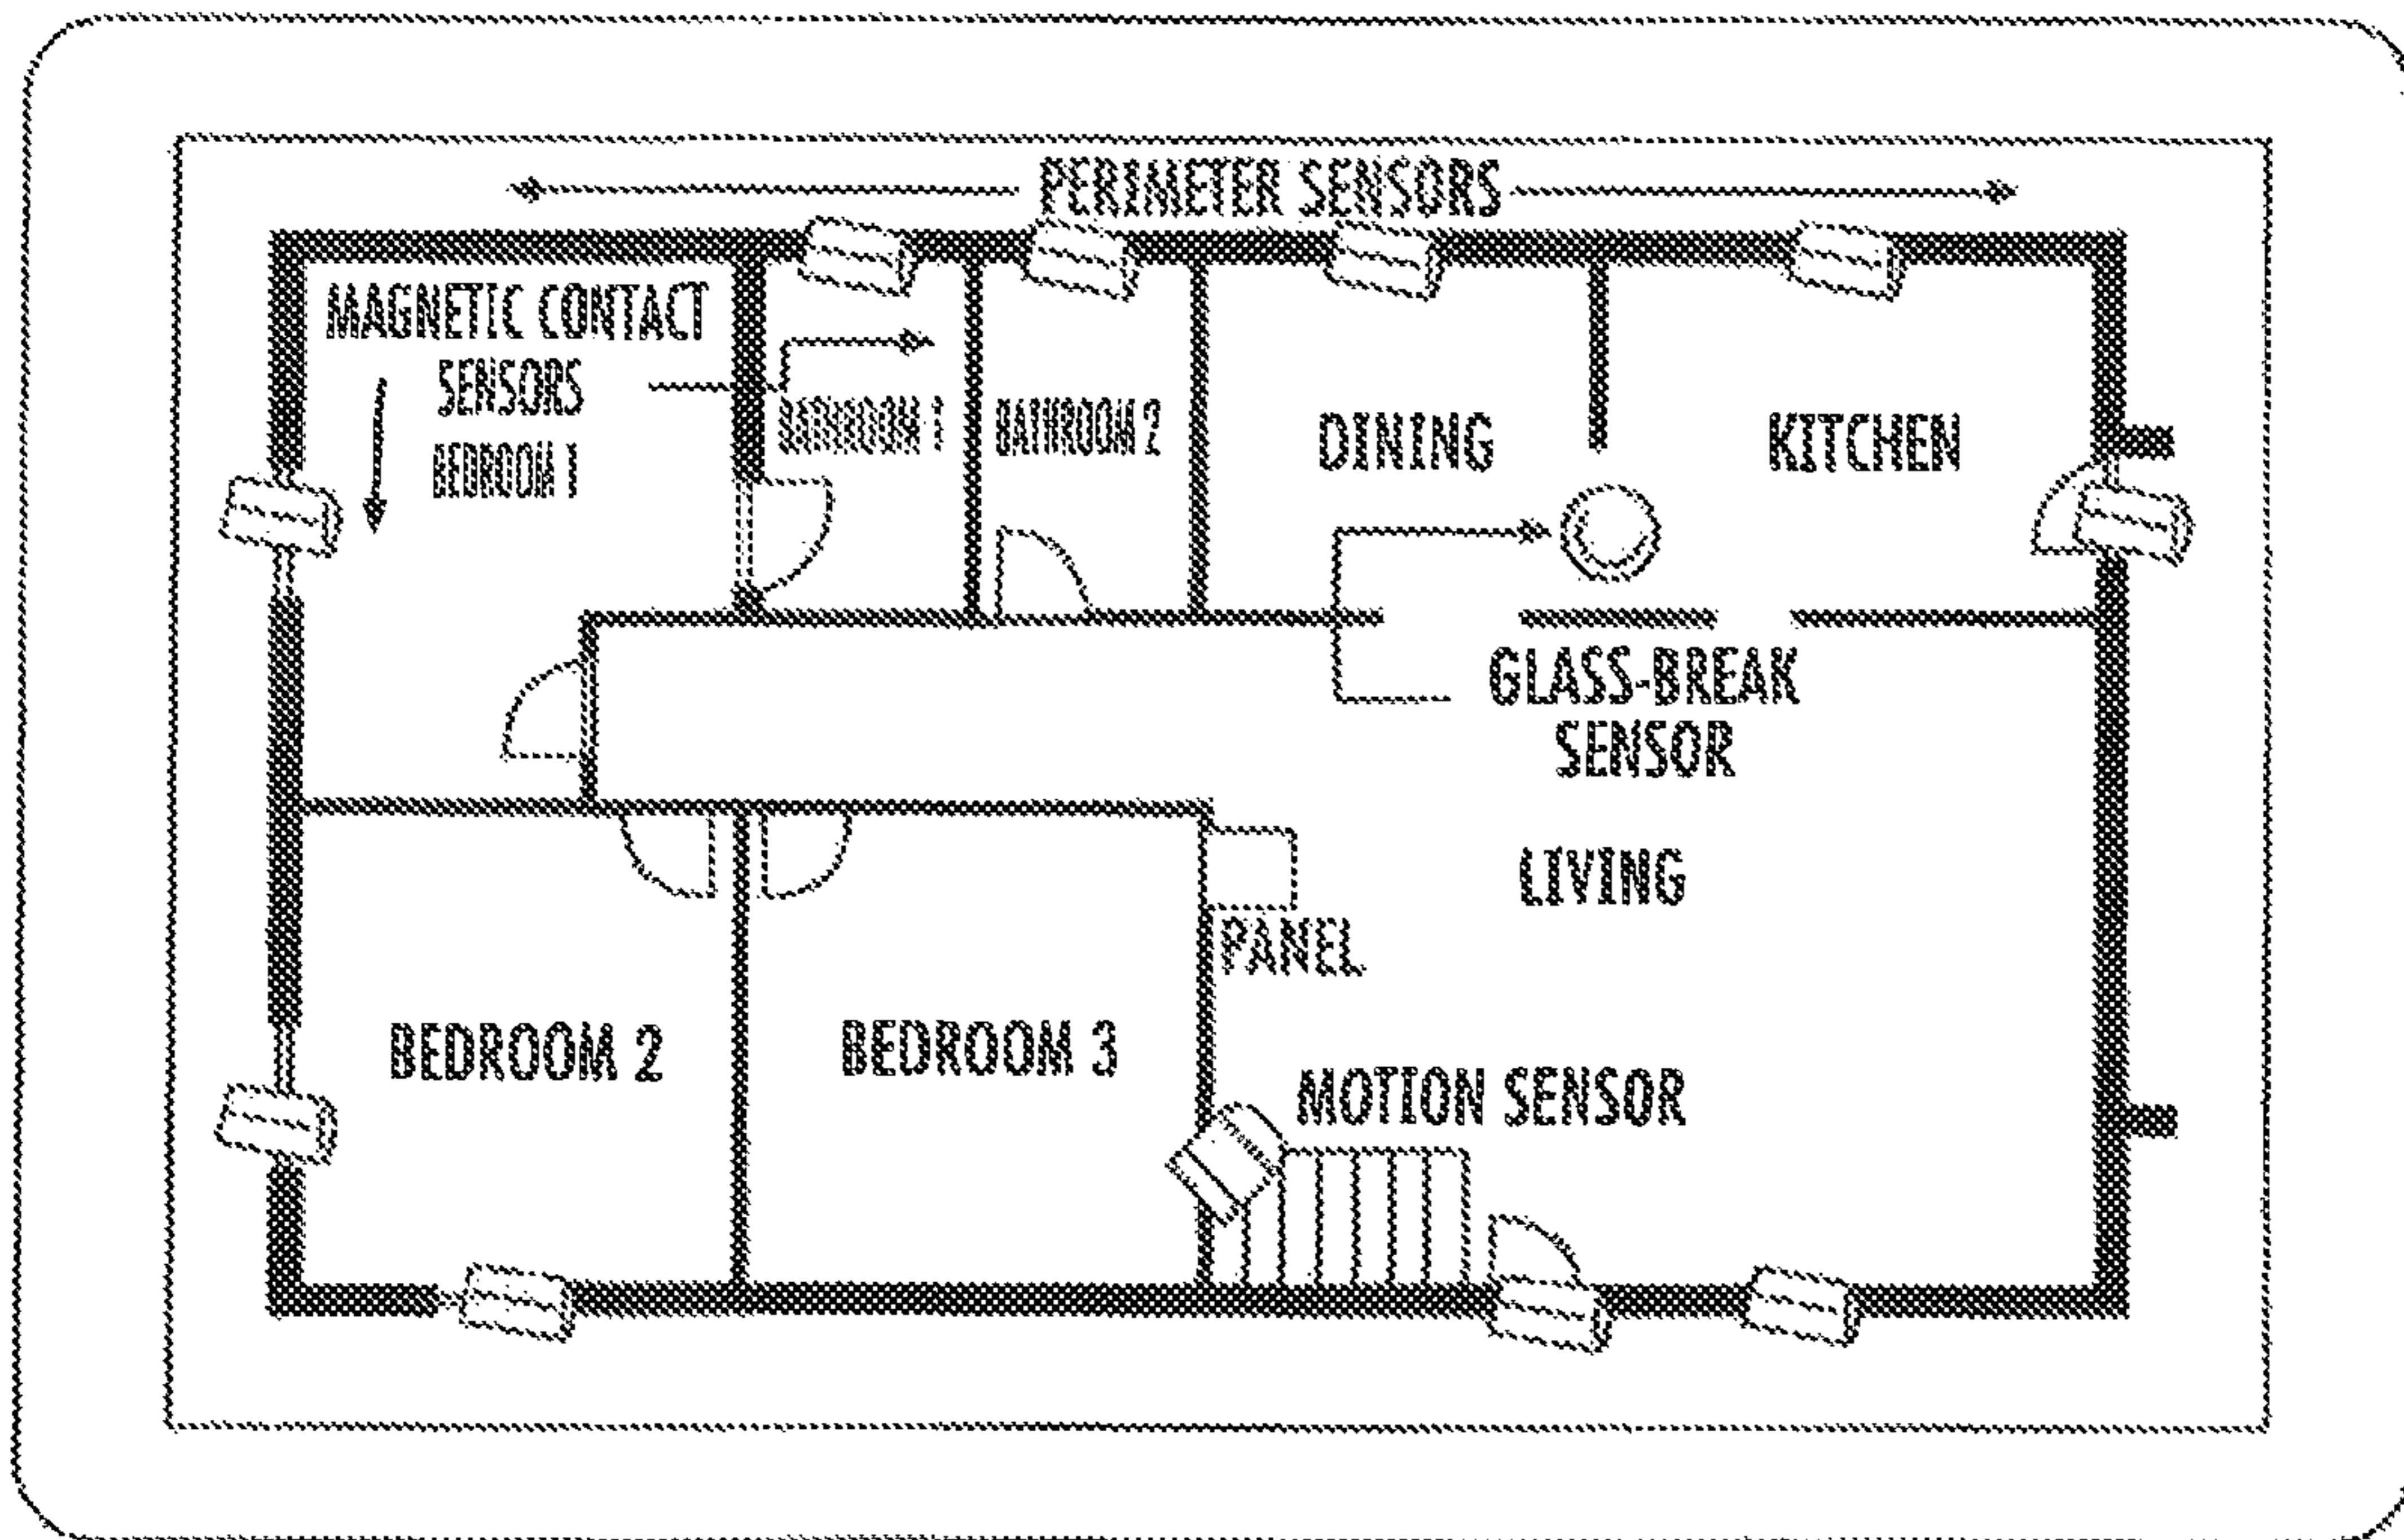 PERIMETER SENSORS
MAGNETIC CONTACT
SENSORS
BEDROOM 1
BATHROOM 1
BATHROOM 2
DINING
KITCHEN
GLASS-BREAK
SENSOR
LIVING
PANEL
BEDROOM 2
BEDROOM 3
MOTION SENSOR